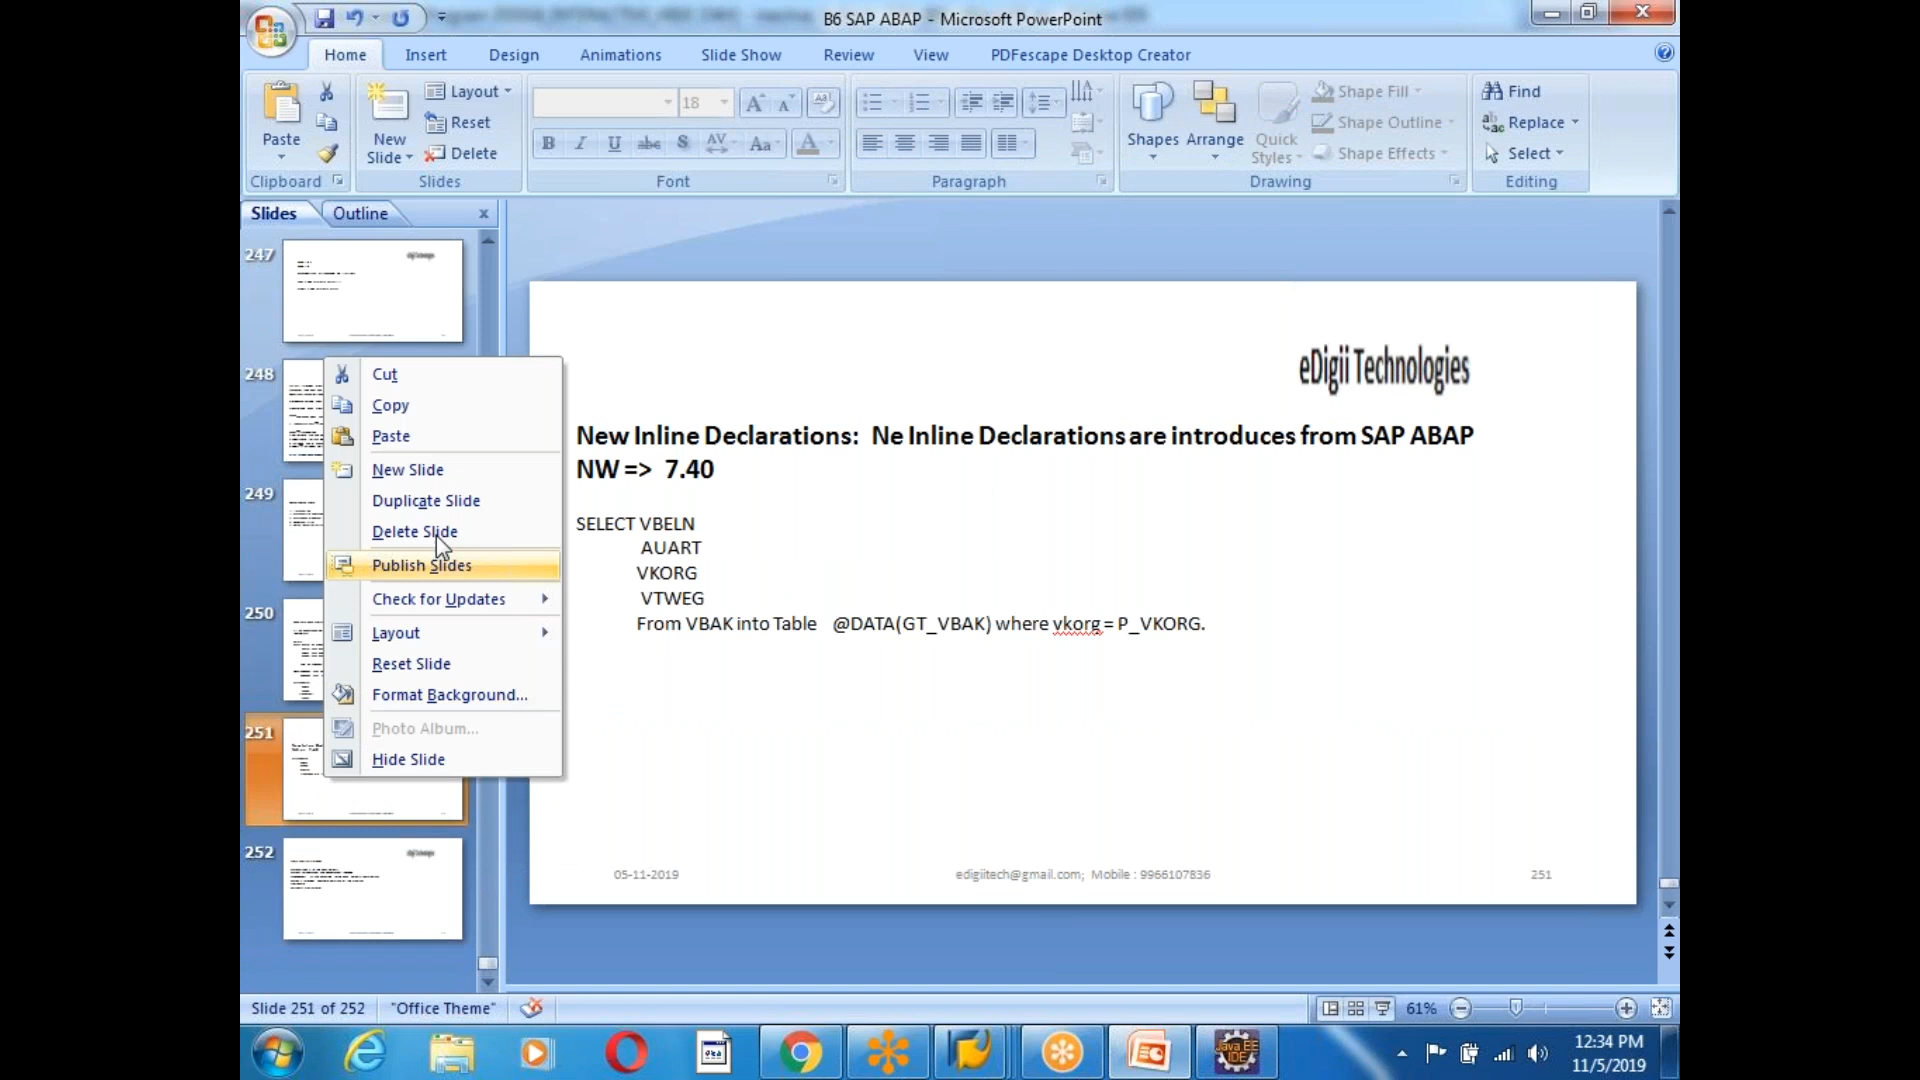 B6 SAP ABAP - Microsoft PowerPoint
Home Insert Design Animations Slide Show Review View PDFescape Desktop Creator
Paste
Clipboard
New Slide
Layout
Reset
Delete
Slides
18
Font
Paragraph
Shapes Arrange Quick Styles
Shape Fill
Shape Outline
Shape Effects
Drawing
Find
Replace
Select
Editing
Slides Outline
247
248
249
250
251
252
Cut
Copy
Paste
New Slide
Duplicate Slide
Delete Slide
Publish Slides
Check for Updates
Layout
Reset Slide
Format Background...
Photo Album...
Hide Slide
eDigii Technologies
New Inline Declarations: Ne Inline Declarations are introduces from SAP ABAP
NW => 7.40
SELECT VBELN
AUART
VKORG
VTWEG
From VBAK into Table @DATA(GT_VBAK) where vkorg = P_VKORG.
05-11-2019 edigiitech@gmail.com; Mobile : 9966107836 251
Slide 251 of 252 "Office Theme" 61%
Java EE
IDE
12:34 PM
11/5/2019